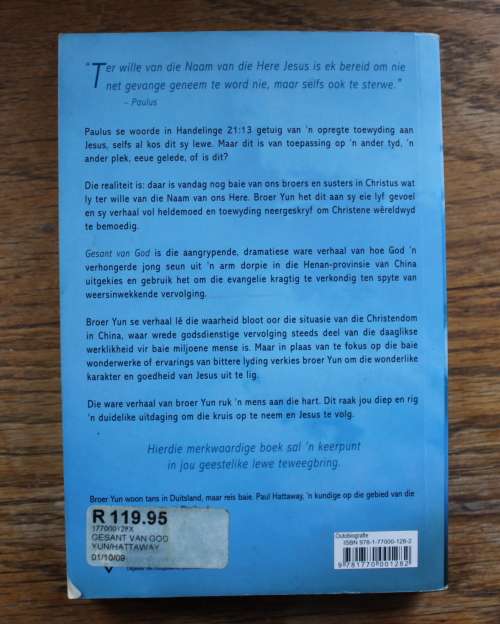 "Ter wille van die Naam van die Here Jesus is ek bereid om nie
net gevange geneem te word nie, maar selfs ook te sterwe."
– Paulus
Paulus se woorde in Handelinge 21:13 getuig van 'n opregte toewyding aan
Jesus, selfs al kos dit sy lewe. Maar dit is van toepassing op 'n ander tyd, 'n
ander plek, eeue gelede, of is dit?
Die realiteit is: daar is vandag nog baie van ons broers en susters in Christus wat
ly ter wille van die Naam van ons Here. Broer Yun het dit aan sy eie lyf gevoel
en sy verhaal vol heldemoed en toewyding neergeskryf om Christene wêreldwyd
te bemoedig.
Gesant van God is die aangrypende, dramatiese ware verhaal van hoe God 'n
verhongerde jong seun uit 'n arm dorpie in die Henan-provinsie van China
uitgekies en gebruik het om die evangelie kragtig te verkondig ten spyte van
weersinwekkende vervolging.
Broer Yun se verhaal lê die waarheid bloot oor die situasie van die Christendom
in China, waar wrede godsdienstige vervolging steeds deel van die daaglikse
werklikheid vir baie miljoene mense is. Maar in plaas van te fokus op die baie
wonderwerke of ervarings van bittere lyding verkies broer Yun om die wonderlike
karakter en goedheid van Jesus uit te lig.
Die ware verhaal van broer Yun ruk 'n mens aan die hart. Dit raak jou diep en rig
'n duidelike uitdaging om die kruis op te neem en Jesus te volg.
Hierdie merkwaardige boek sal 'n keerpunt
in jou geestelike lewe teweegbring.
Broer Yun woon tans in Duitsland, maar reis baie. Paul Hattaway, 'n kundige op die gebied van die
R 119.95
177000128X
GESANT VAN GOD
YUN/HATTAWAY
01/10/09
Outobiografie
ISBN 978-1-77000-128-2
9 781770 001282